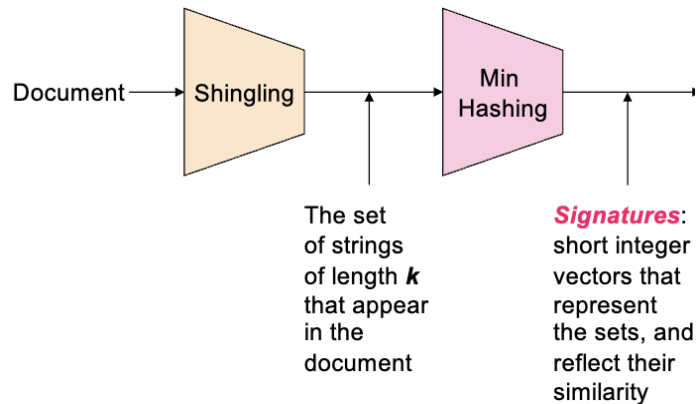 Document
Shingling
Min
Hashing
The set
of strings
of length k
that appear
in the
document
Signatures:
short integer
vectors that
represent
the sets, and
reflect their
similarity